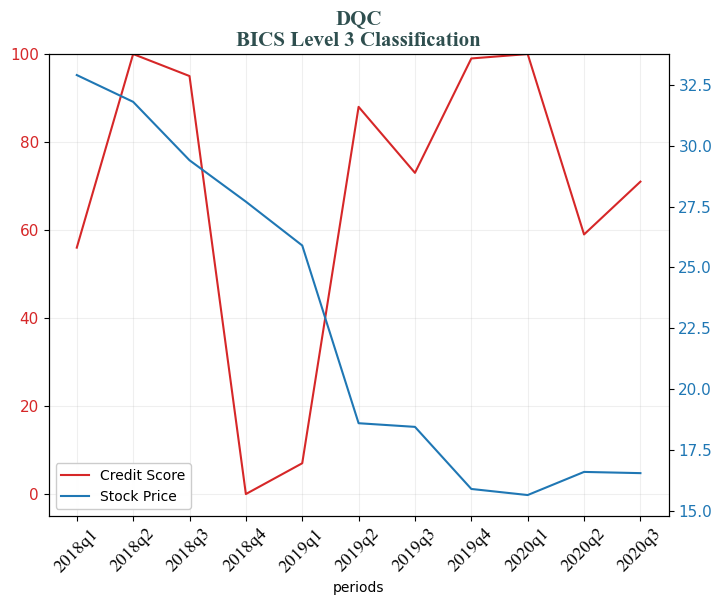 DQC
BICS Level 3 Classification
100
80
60
40
20
0
32.5
30.0
27.5
25.0
22.5
20.0
17.5
15.0
Credit Score
Stock Price
2018q1 2018q2 2018q3 2018q4 2019q1 2019q2 2019q3 2019q4 2020q1 2020q2 2020q3
periods